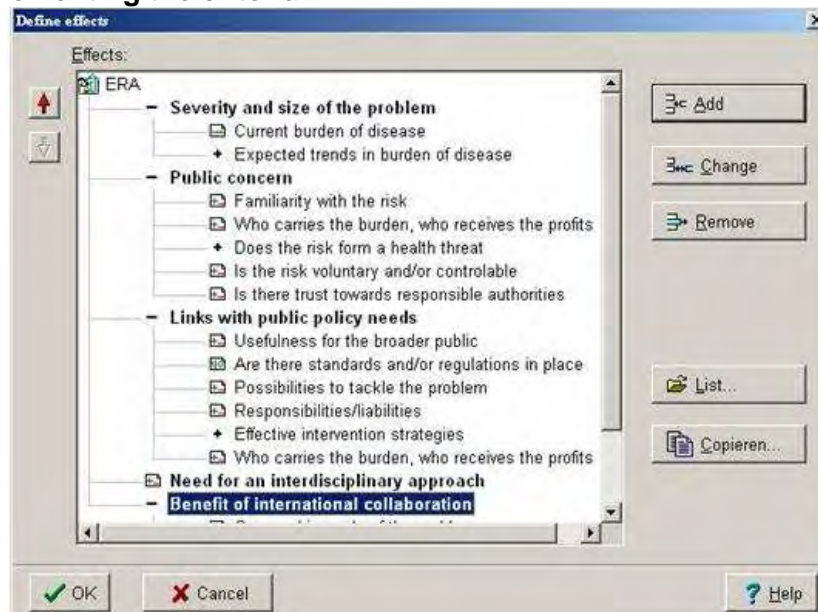 Define effects
Effects:
ERA
Severity and size of the problem
Current burden of disease
Expected trends in burden of disease
Public concern
Familiarity with the risk
Who carries the burden, who receives the profits
Does the risk form a health threat
Is the risk voluntary and/or controlable
Is there trust towards responsible authorities
Links with public policy needs
Usefulness for the broader public
Are there standards and/or regulations in place
Possibilities to tackle the problem
Responsibilities/liabilities
Effective intervention strategies
Who carries the burden, who receives the profits
Need for an interdisciplinary approach
Benefit of international collaboration
Add
Change
Remove
List...
Copieren...
OK
Cancel
Help